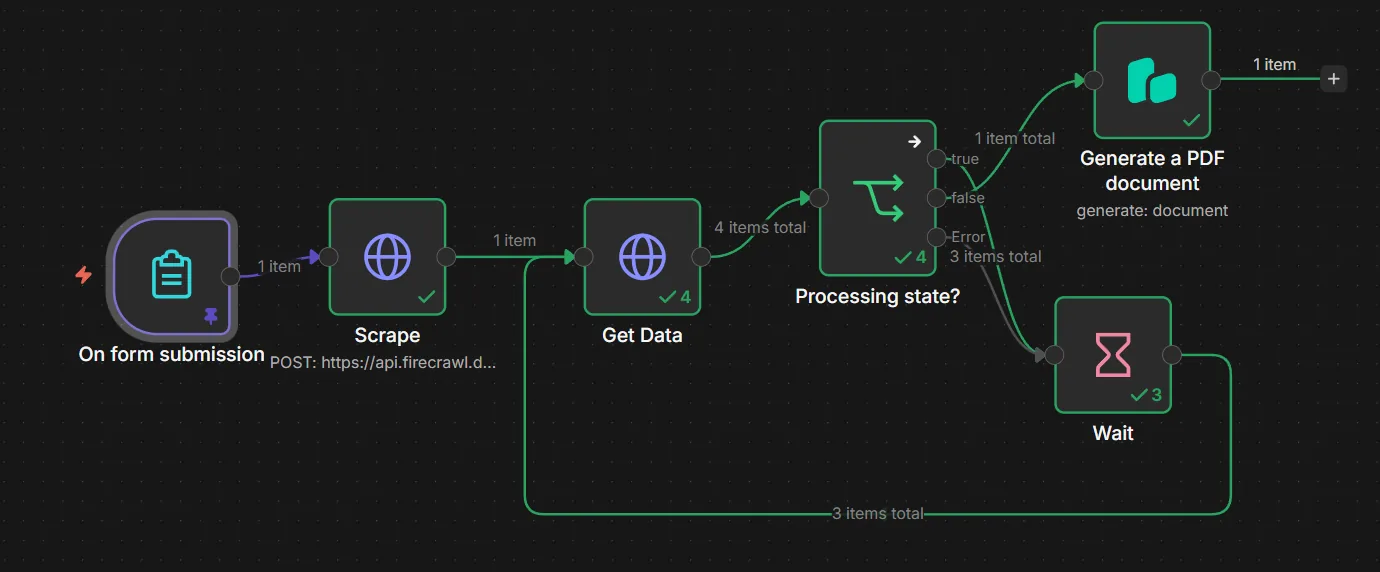 1 item
On form submission
1 item
Scrape
POST: https://api.firecrawl.d...
4
Get Data
4 items total
true
false
Error
4
Processing state?
1 item total
3 items total
1 item
Generate a PDF
document
generate: document
3
Wait
3 items total